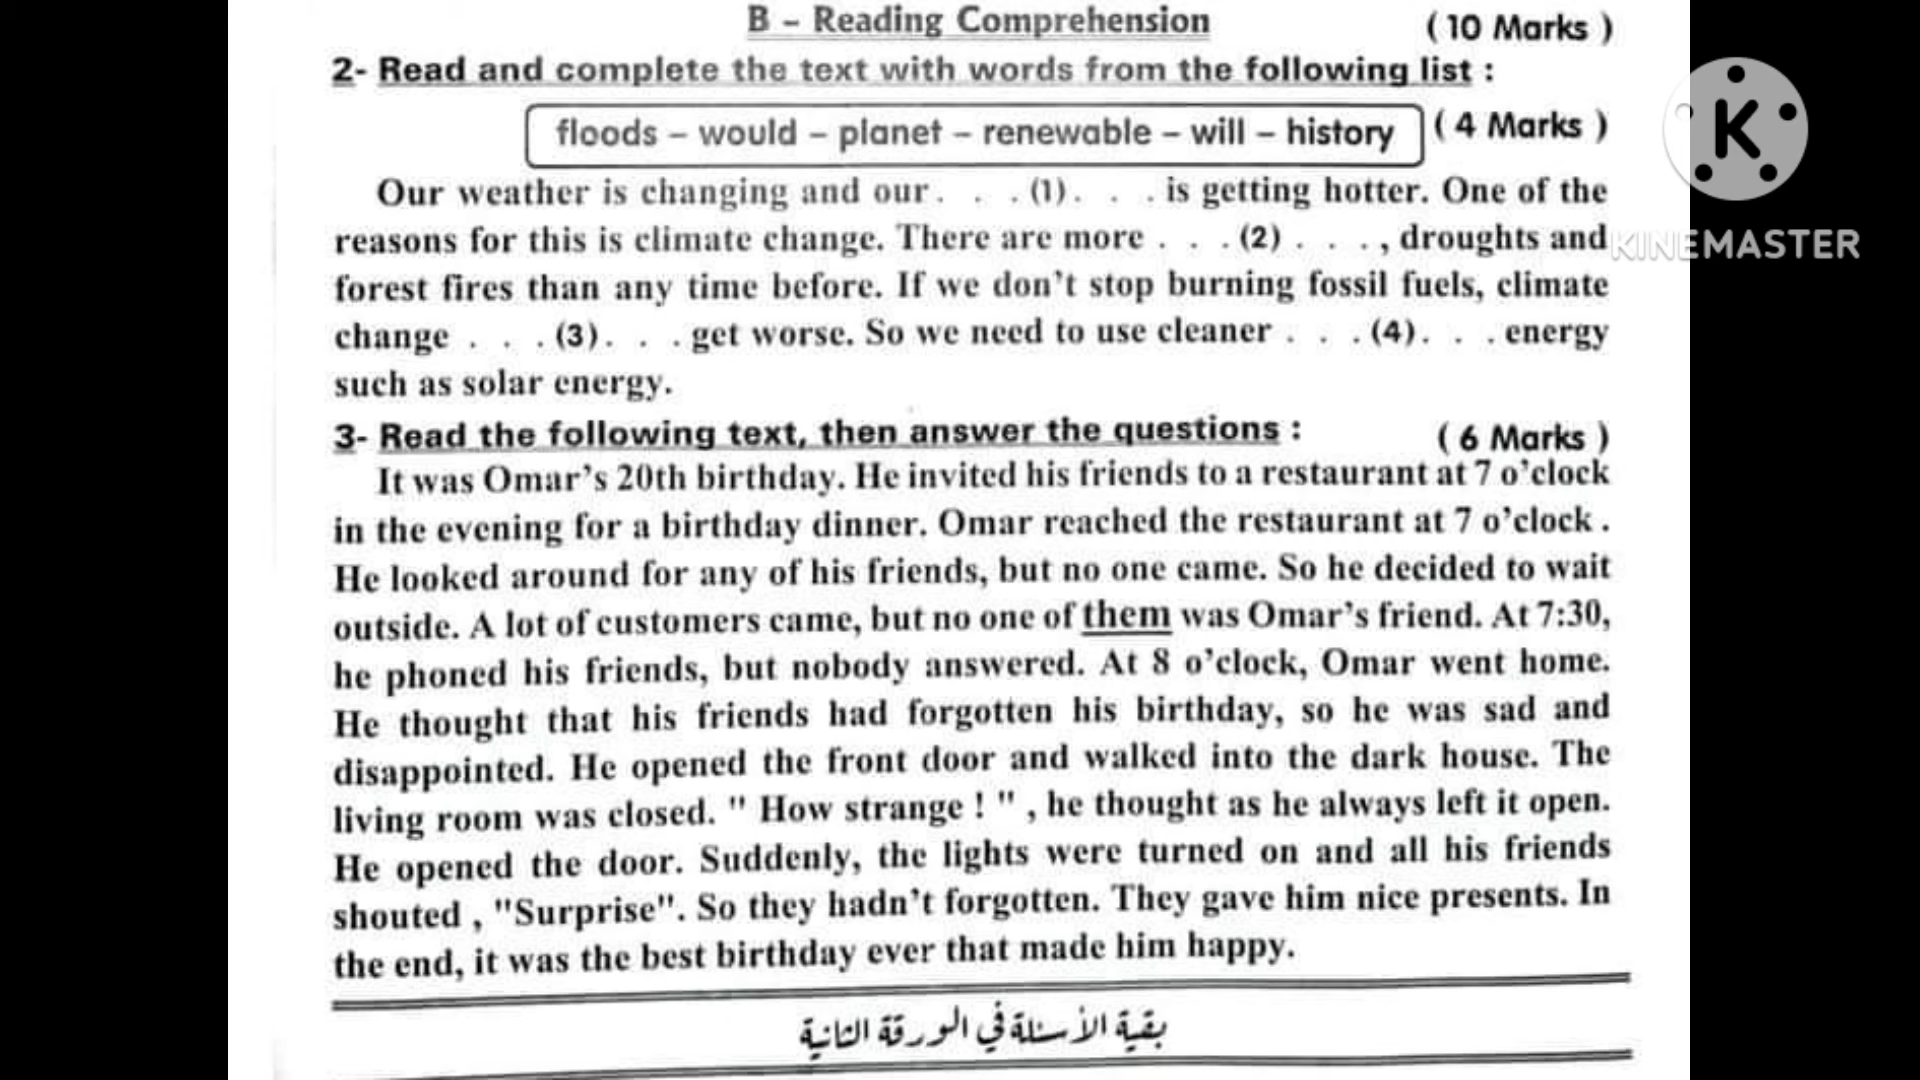 B – Reading Comprehension ( 10 Marks )
2- Read and complete the text with words from the following list :
floods – would – planet – renewable – will – history ( 4 Marks )
Our weather is changing and our . . . (1) . . . is getting hotter. One of the
reasons for this is climate change. There are more . . . (2) . . . , droughts and
forest fires than any time before. If we don't stop burning fossil fuels, climate
change . . . (3) . . . get worse. So we need to use cleaner . . . (4) . . . energy
such as solar energy.
3- Read the following text, then answer the questions : ( 6 Marks )
It was Omar's 20th birthday. He invited his friends to a restaurant at 7 o'clock
in the evening for a birthday dinner. Omar reached the restaurant at 7 o'clock .
He looked around for any of his friends, but no one came. So he decided to wait
outside. A lot of customers came, but no one of them was Omar's friend. At 7:30,
he phoned his friends, but nobody answered. At 8 o'clock, Omar went home.
He thought that his friends had forgotten his birthday, so he was sad and
disappointed. He opened the front door and walked into the dark house. The
living room was closed. " How strange ! " , he thought as he always left it open.
He opened the door. Suddenly, the lights were turned on and all his friends
shouted , "Surprise". So they hadn't forgotten. They gave him nice presents. In
the end, it was the best birthday ever that made him happy.
بقية الأسئلة في الورقة الثانية
K
KINEMASTER